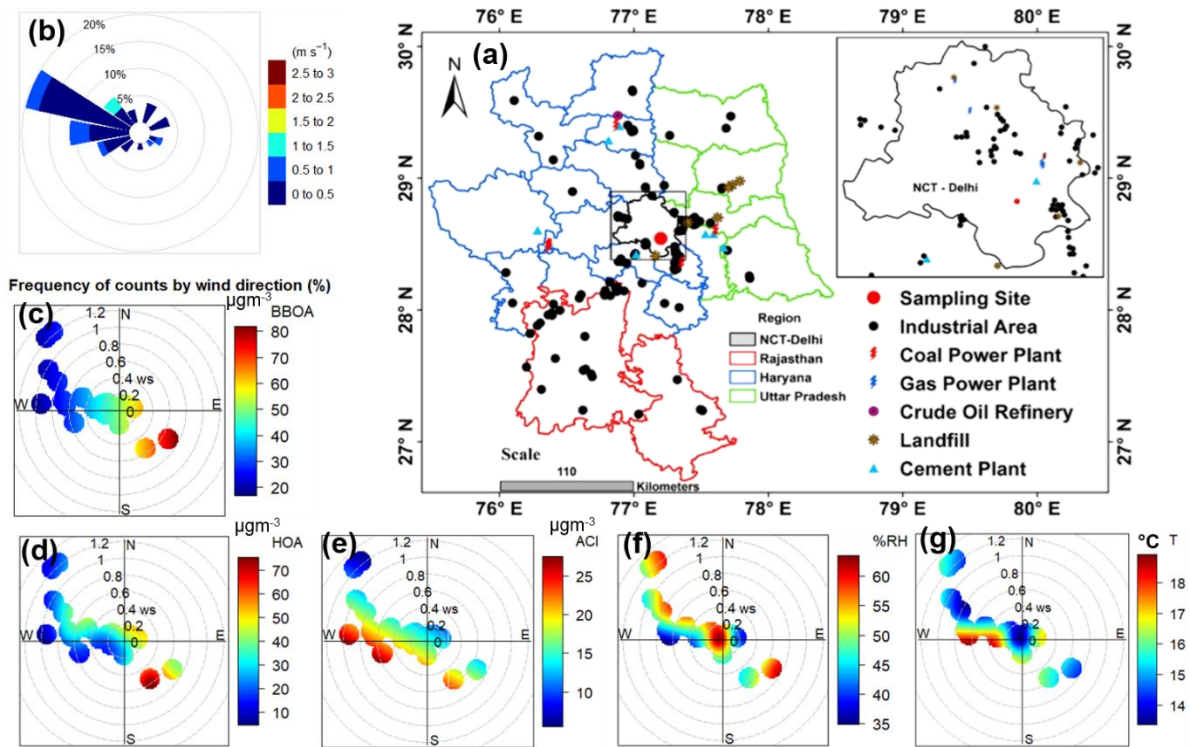 (b)
20%
15%
10%
5%
(m s⁻¹)
2.5 to 3
2 to 2.5
1.5 to 2
1 to 1.5
0.5 to 1
0 to 0.5
Frequency of counts by wind direction (%)
(a)
76° E 77° E 78° E 79° E 80° E
30° N
29° N
28° N
27° N
N
NCT - Delhi
Region
NCT-Delhi
Rajasthan
Haryana
Uttar Pradesh
Scale
110
Kilometers
Sampling Site
Industrial Area
Coal Power Plant
Gas Power Plant
Crude Oil Refinery
Landfill
Cement Plant
30° N
29° N
28° N
27° N
76° E 77° E 78° E 79° E 80° E
(c)
µgm-3
BBOA
1.2 N
1
0.8
0.6
0.4 ws
0.2
W 0 E
S
80
70
60
50
40
30
20
(d)
µgm-3
HOA
1.2 N
1
0.8
0.4 ws
0.2
W 0 E
S
70
60
50
40
30
20
10
(e)
µgm-3
ACl
1.2 N
1
0.8
0.4 ws
0.2
W 0 E
S
25
20
15
10
(f)
%RH
1.2 N
1
0.8
0.4 ws
0.2
W 0 E
S
60
55
50
45
40
35
(g)
°C T
1.2 N
1
0.8
0.4 ws
0.2
W 0 E
S
18
17
16
15
14